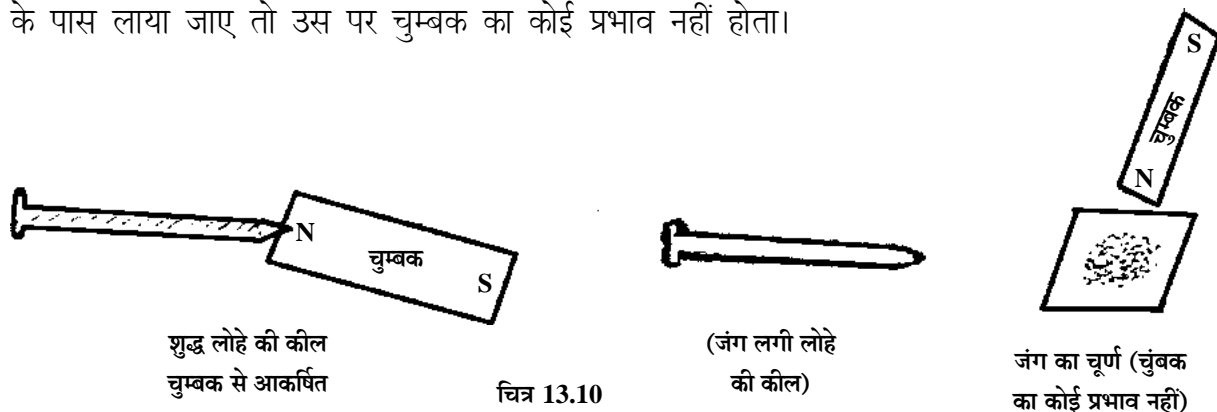 के पास लाया जाए तो उस पर चुम्बक का कोई प्रभाव नहीं होता।
S
चुम्बक
N
N
चुम्बक
S
शुद्ध लोहे की कील
चुम्बक से आकर्षित
(जंग लगी लोहे
की कील)
जंग का चूर्ण (चुंबक
का कोई प्रभाव नहीं)
चित्र 13.10